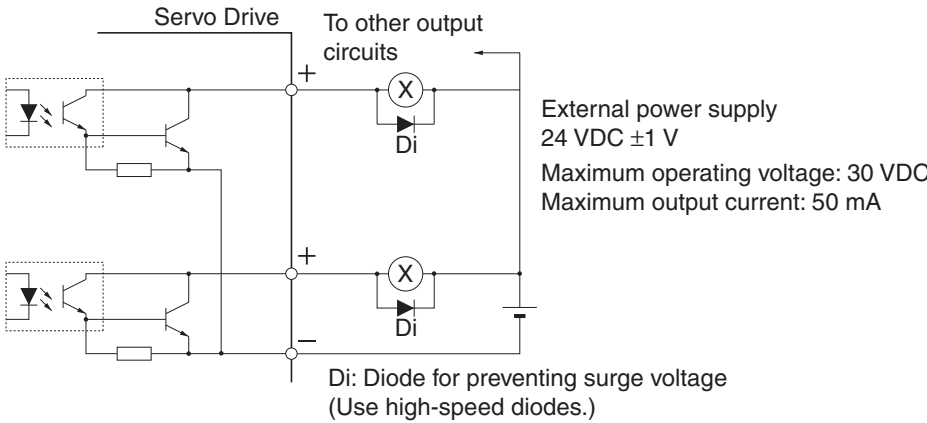 Servo Drive
To other output
circuits
+
X
Di
External power supply
24 VDC ±1 V
Maximum operating voltage: 30 VDC
Maximum output current: 50 mA
+
X
Di
−
Di: Diode for preventing surge voltage
(Use high-speed diodes.)